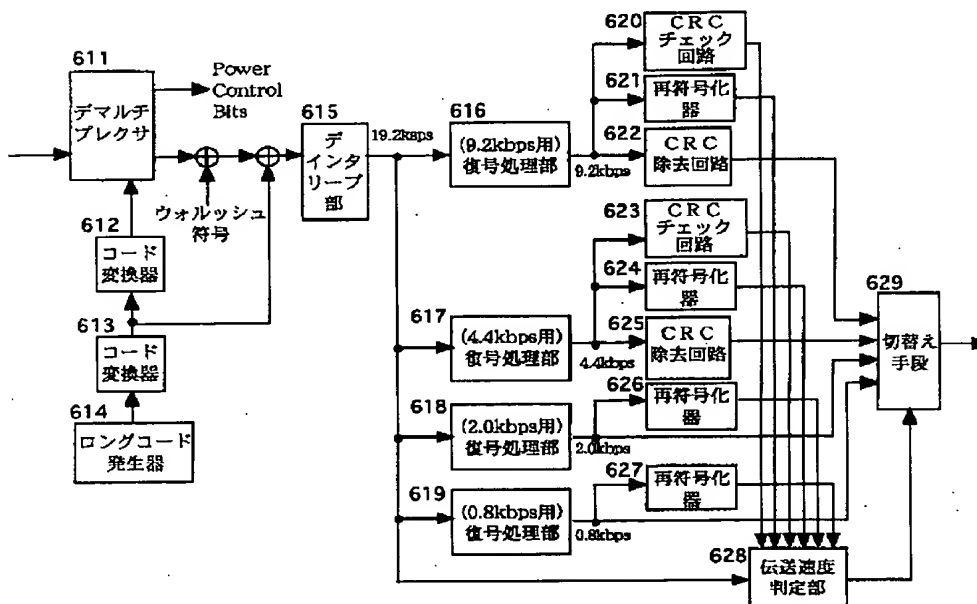 611
デマルチ
プレクサ
Power
Control
Bits
ウォルッシュ
符号
612
コード
変換器
613
コード
変換器
614
ロングコード
発生器
615
デ
インタ
リーブ
部
19.2ksps
616
(9.2kbps用)
復号処理部
9.2kbps
617
(4.4kbps用)
復号処理部
4.4kbps
618
(2.0kbps用)
復号処理部
2.0kbps
619
(0.8kbps用)
復号処理部
0.8kbps
620
CRC
チェック
回路
621
再符号化
器
622
CRC
除去回路
623
CRC
チェック
回路
624
再符号化
器
625
CRC
除去回路
626
再符号化
器
627
再符号化
器
628
伝送速度
判定部
629
切替え
手段